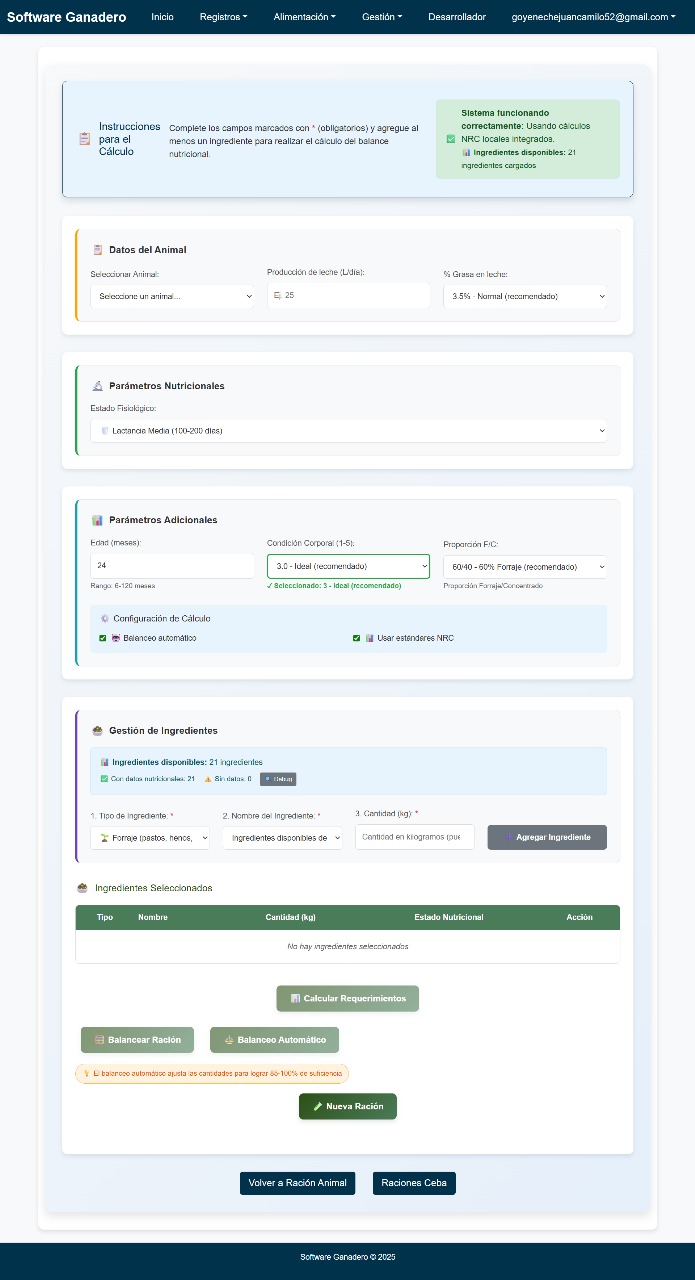 Software Ganadero Inicio Registros Alimentación Gestión Desarrollador goyenechejuancamilo52@gmail.com
Instrucciones
para el
Cálculo
Complete los campos marcados con * (obligatorios) y agregue al
menos un ingrediente para realizar el cálculo del balance
nutricional.
Sistema funcionando
correctamente: Usando cálculos
NRC locales integrados.
Ingredientes disponibles: 21
ingredientes cargados
Datos del Animal
Seleccionar Animal: Producción de leche (L/día): % Grasa en leche:
Seleccione un animal... Ej. 25 3.5% - Normal (recomendado)
Parámetros Nutricionales
Estado Fisiológico:
Lactancia Media (100-200 días)
Parámetros Adicionales
Edad (meses): Condición Corporal (1-5): Proporción F/C:
24 3.0 - Ideal (recomendado) 60/40 - 60% Forraje (recomendado)
Rango: 6-120 meses ✓ Seleccionado: 3 - Ideal (recomendado) Proporción Forraje/Concentrado
Configuración de Cálculo
Balanceo automático Usar estándares NRC
Gestión de Ingredientes
Ingredientes disponibles: 21 ingredientes
Con datos nutricionales: 21 Sin datos: 0 Debug
1. Tipo de Ingrediente: * 2. Nombre del Ingrediente: * 3. Cantidad (kg): *
Forraje (pastos, henos, Ingredientes disponibles de Cantidad en kilogramos (pue Agregar Ingrediente
Ingredientes Seleccionados
Tipo Nombre Cantidad (kg) Estado Nutricional Acción
No hay ingredientes seleccionados
Calcular Requerimientos
Balancear Ración Balanceo Automático
El balanceo automático ajusta las cantidades para lograr 85-100% de suficiencia
Nueva Ración
Volver a Ración Animal Raciones Ceba
Software Ganadero © 2025